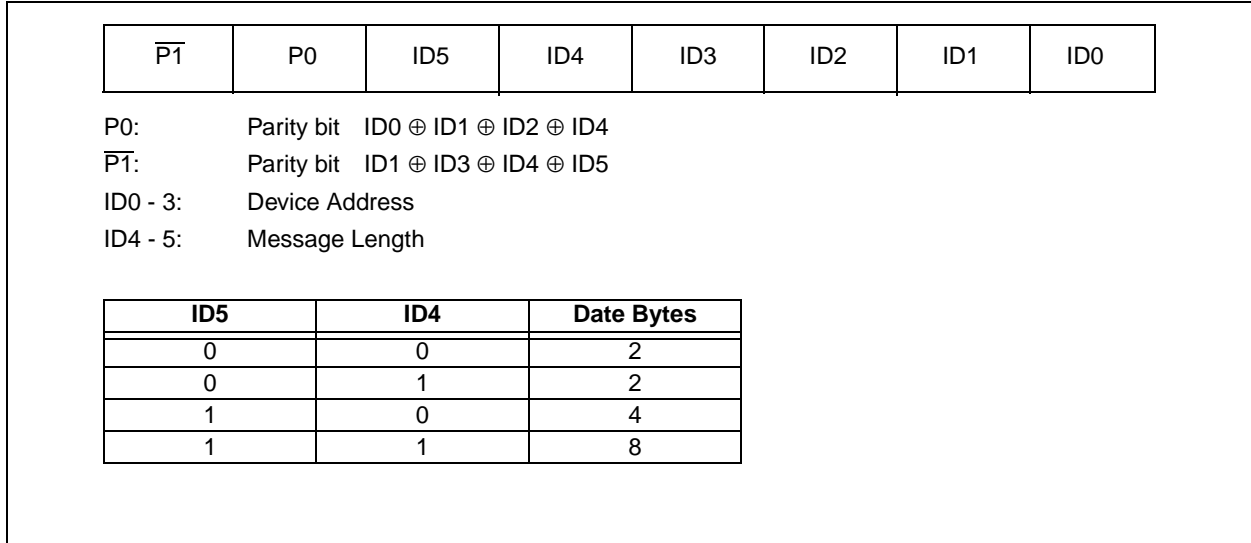 P1 P0 ID5 ID4 ID3 ID2 ID1 ID0
P0: Parity bit ID0 ⊕ ID1 ⊕ ID2 ⊕ ID4
P1: Parity bit ID1 ⊕ ID3 ⊕ ID4 ⊕ ID5
ID0 - 3: Device Address
ID4 - 5: Message Length
ID5 ID4 Date Bytes
0 0 2
0 1 2
1 0 4
1 1 8